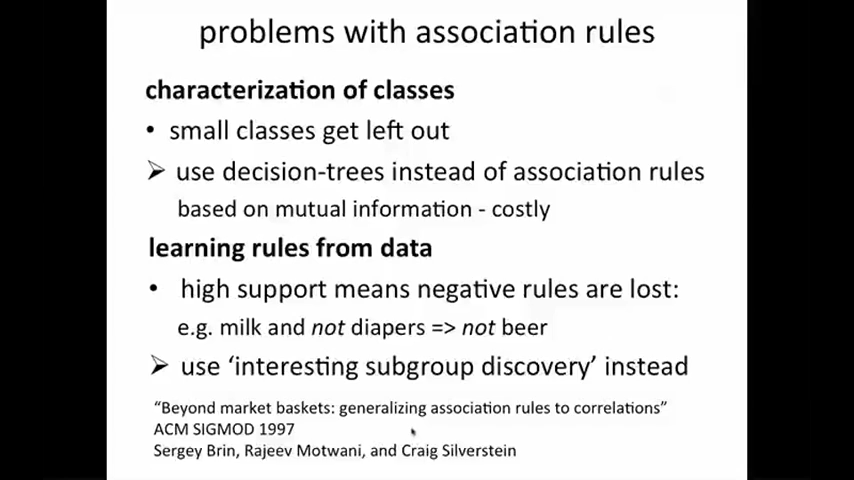 problems with association rules
characterization of classes
• small classes get left out
➢ use decision-trees instead of association rules
based on mutual information - costly
learning rules from data
• high support means negative rules are lost:
e.g. milk and not diapers => not beer
➢ use ‘interesting subgroup discovery’ instead
“Beyond market baskets: generalizing association rules to correlations”
ACM SIGMOD 1997
Sergey Brin, Rajeev Motwani, and Craig Silverstein